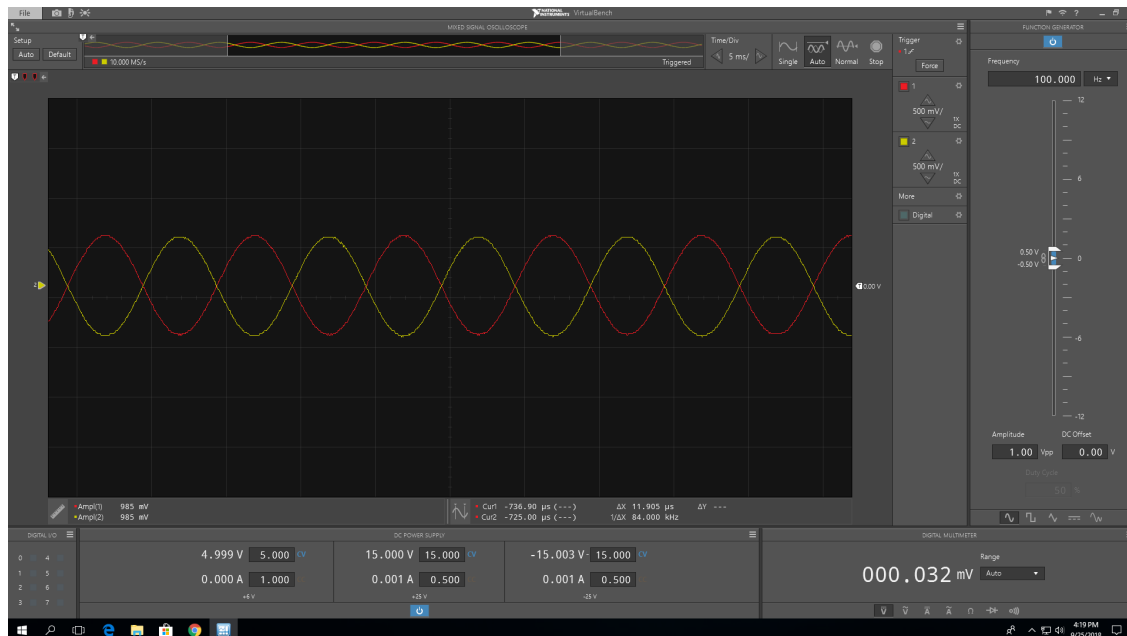 File
NATIONAL INSTRUMENTS VirtualBench
?
MIXED SIGNAL OSCILLOSCOPE
Setup
Auto Default
10.000 MS/s
Triggered
Time/Div
5 ms/
Single Auto Normal Stop
Trigger
1
Force
1
500 mV/
1X
DC
2
500 mV/
1X
DC
More
Digital
2
T 0.00 V
Ampl(1) 985 mV
Ampl(2) 985 mV
Cur1 -736.90 µs (---) ΔX 11.905 µs ΔY ---
Cur2 -725.00 µs (---) 1/ΔX 84.000 kHz
FUNCTION GENERATOR
Frequency
100.000 Hz
12
6
0.50 V
-0.50 V
0
-6
-12
Amplitude DC Offset
1.00 Vpp 0.00 V
Duty Cycle
50 %
DIGITAL I/O
0 4
1 5
2 6
3 7
DC POWER SUPPLY
4.999 V 5.000 CV 15.000 V 15.000 CV -15.003 V -15.000 CV
0.000 A 1.000 0.001 A 0.500 0.001 A 0.500
+6 V +25 V -25 V
DIGITAL MULTIMETER
000.032 mV
Range
Auto
4:19 PM
9/25/2018